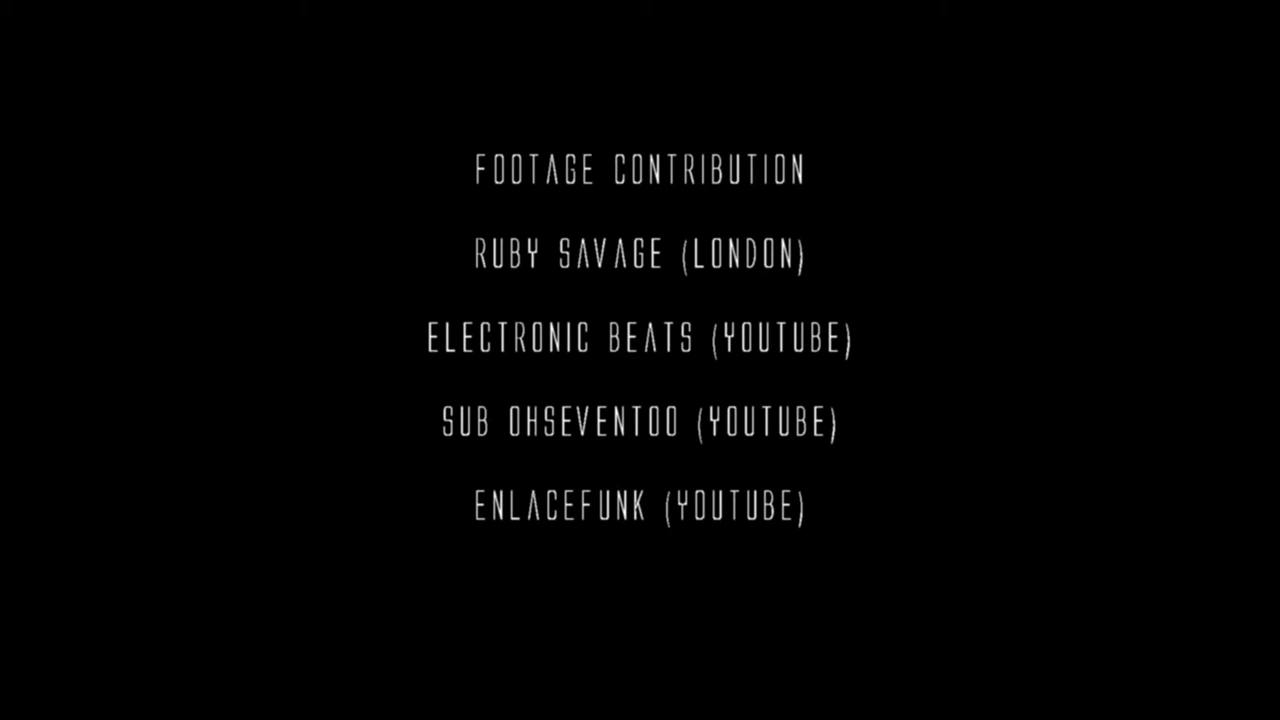 FOOTAGE CONTRIBUTION
RUBY SAVAGE (LONDON)
ELECTRONIC BEATS (YOUTUBE)
SUB OHSEVENTOO (YOUTUBE)
ENLACEFUNK (YOUTUBE)